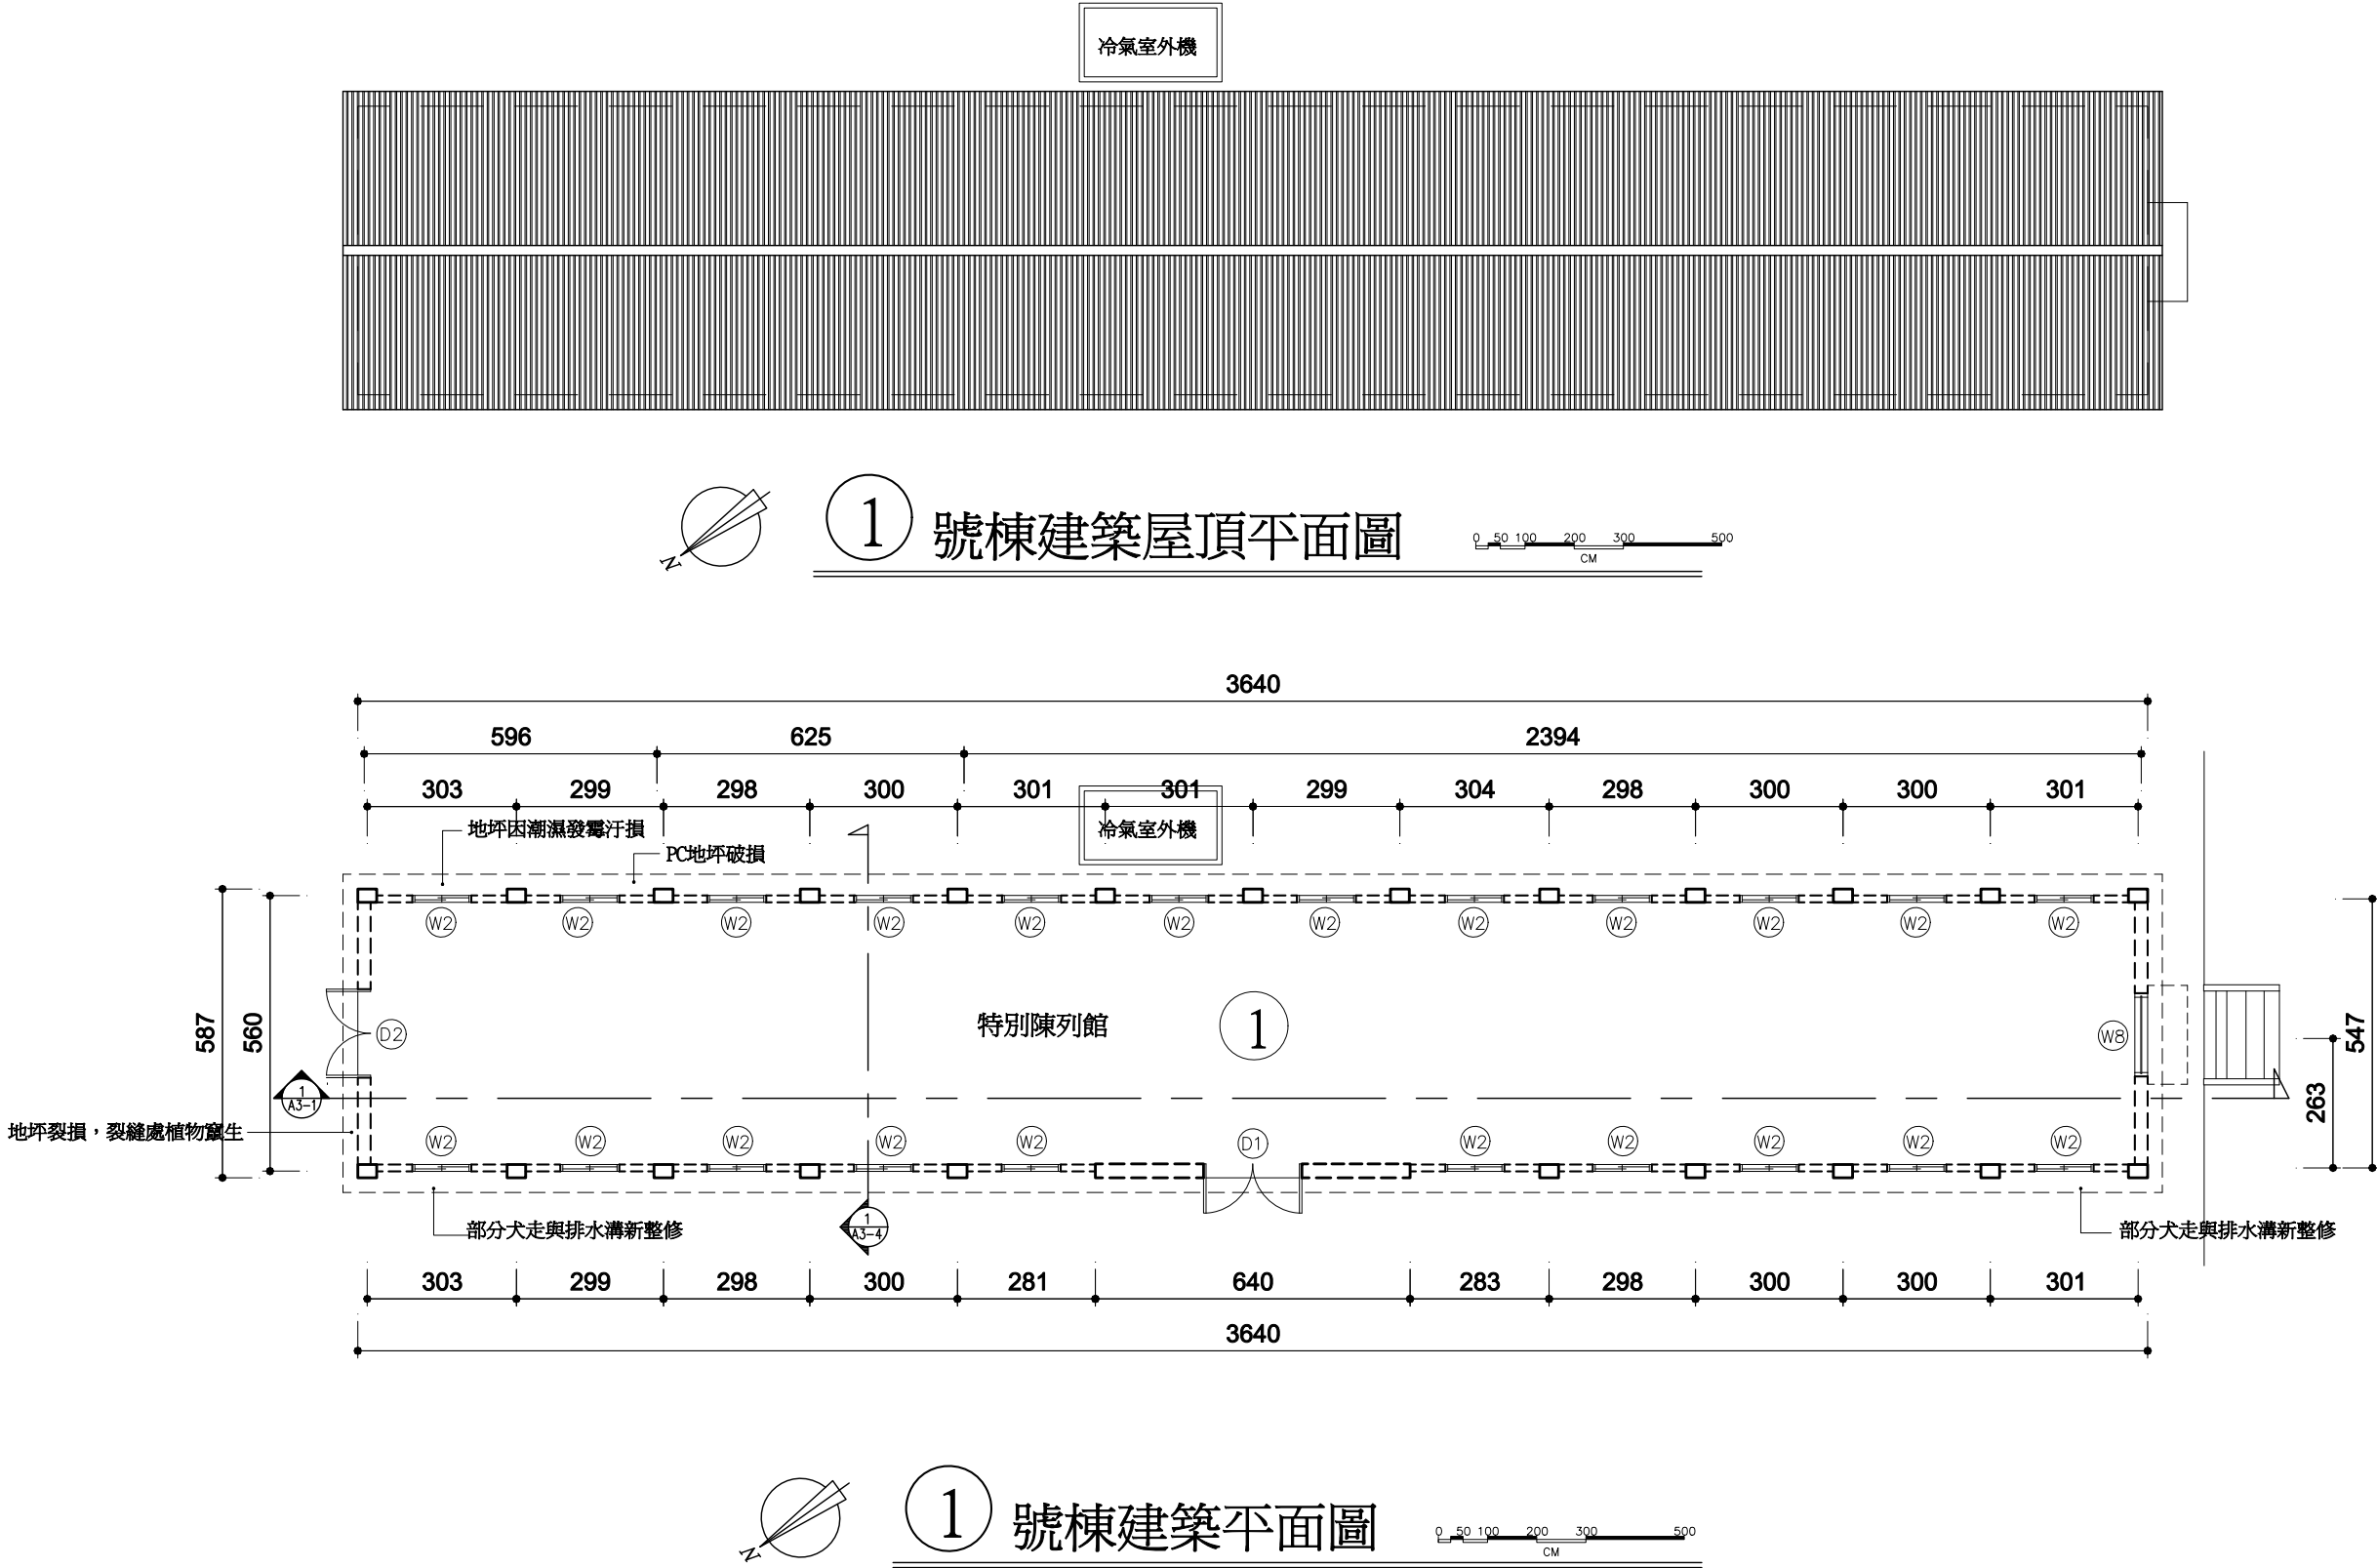 冷氣室外機
1 號棟建築屋頂平面圖
N
0 50 100 200 300 500
CM
3640
596 625 2394
303 299 298 300 301 301 299 304 298 300 300 301
地坪因潮濕發霉汙損
冷氣室外機
PC地坪破損
W2 W2 W2 W2 W2 W2 W2 W2 W2 W2 W2 W2
587 560
D2
特別陳列館
1
W8
547
263
1
A3-1
地坪裂損，裂縫處植物竄生
W2 W2 W2 W2 W2 D1 W2 W2 W2 W2 W2
部分犬走與排水溝新整修
1
A3-4
部分犬走與排水溝新整修
303 299 298 300 281 640 283 298 300 300 301
3640
1 號棟建築平面圖
N
0 50 100 200 300 500
CM